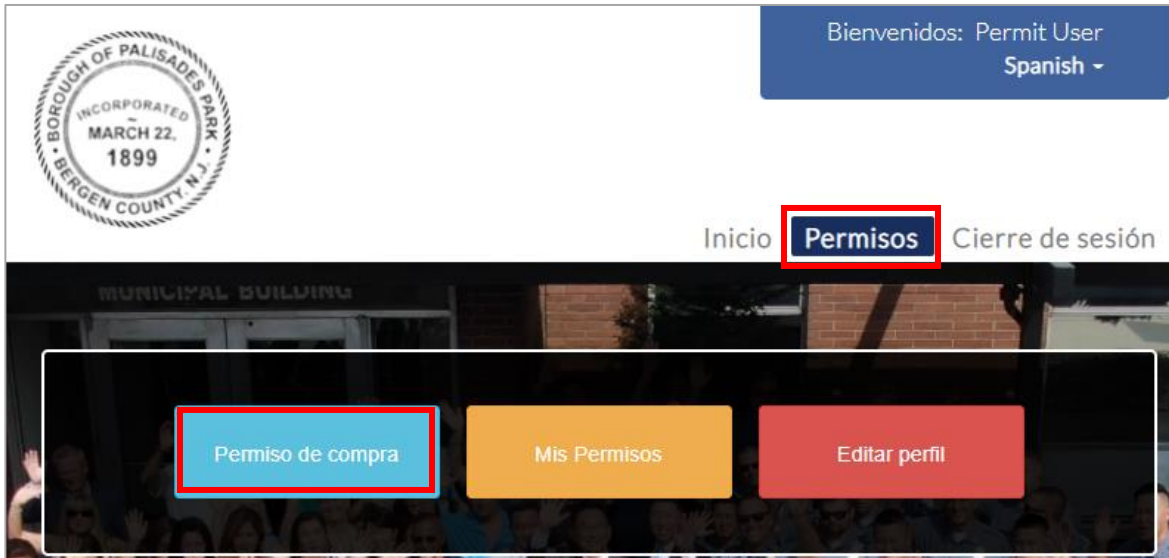 Bienvenidos: Permit User
Spanish
BOROUGH OF PALISADES PARK
INCORPORATED
~
MARCH 22,
1899
BERGEN COUNTY. N.J.
Inicio Permisos Cierre de sesión
MUNICIPAL BUILDING
Permiso de compra Mis Permisos Editar perfil